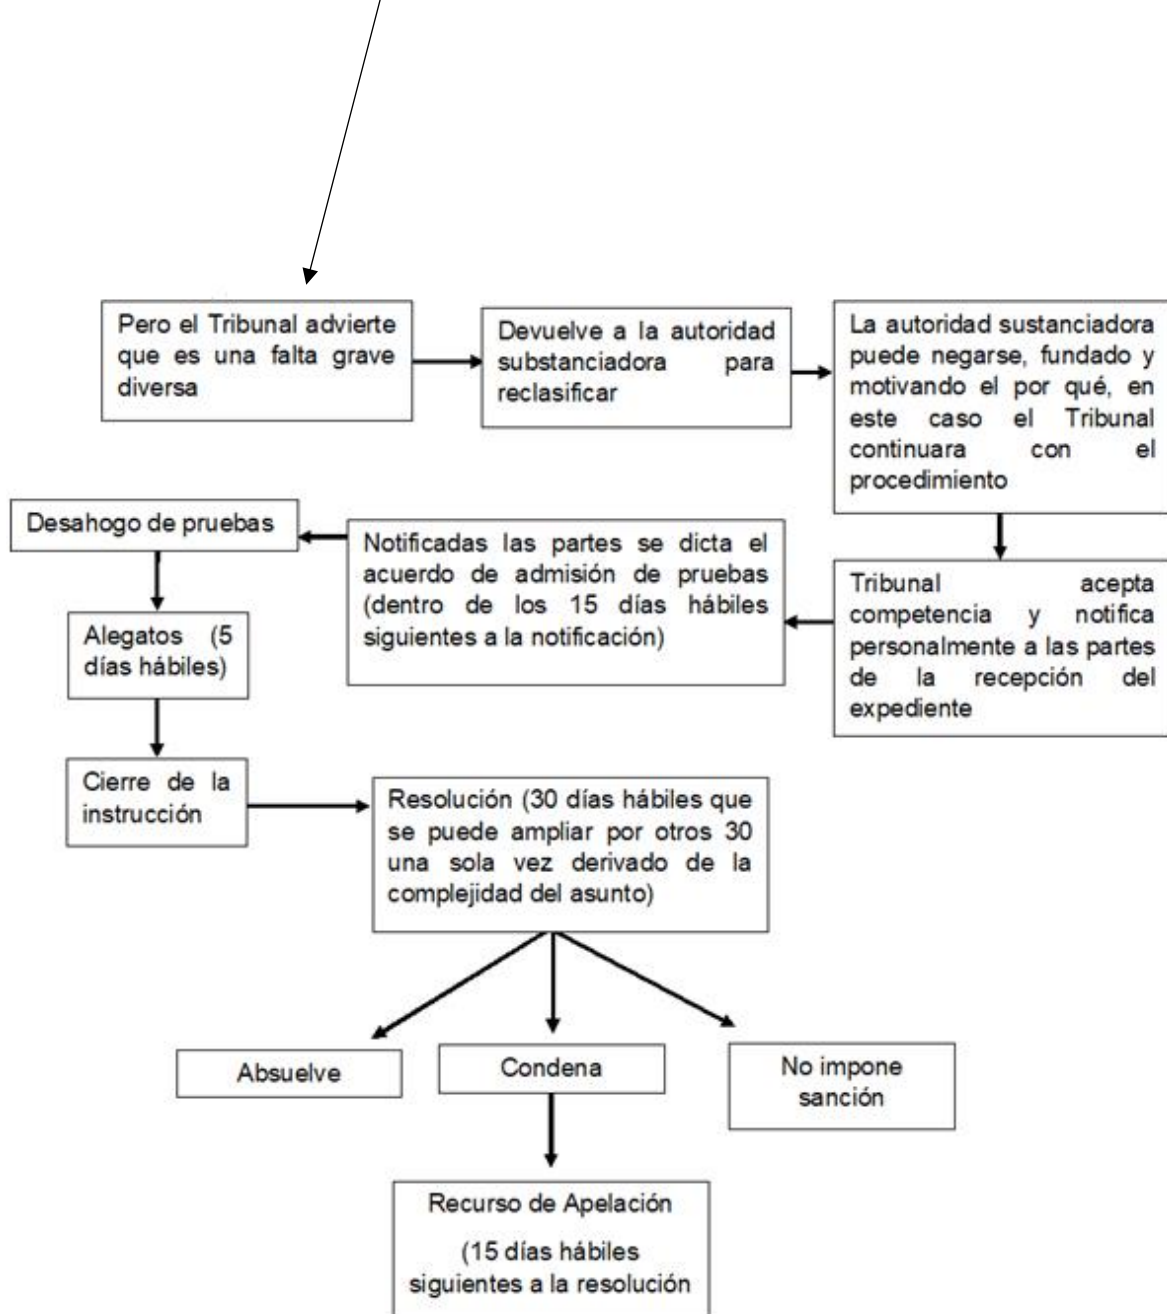 Pero el Tribunal advierte
que es una falta grave
diversa
Devuelve a la autoridad
substanciadora para
reclasificar
La autoridad sustanciadora
puede negarse, fundado y
motivando el por qué, en
este caso el Tribunal
continuara con el
procedimiento
Tribunal acepta
competencia y notifica
personalmente a las partes
de la recepción del
expediente
Notificadas las partes se dicta el
acuerdo de admisión de pruebas
(dentro de los 15 días hábiles
siguientes a la notificación)
Desahogo de pruebas
Alegatos (5
días hábiles)
Cierre de la
instrucción
Resolución (30 días hábiles que
se puede ampliar por otros 30
una sola vez derivado de la
complejidad del asunto)
Absuelve
Condena
No impone
sanción
Recurso de Apelación
(15 días hábiles
siguientes a la resolución